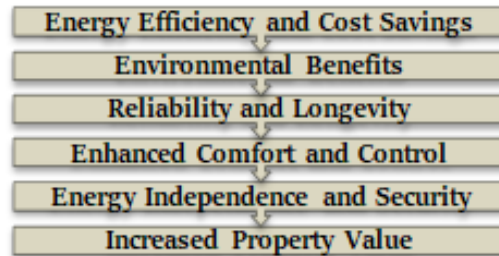 Energy Efficiency and Cost Savings
Environmental Benefits
Reliability and Longevity
Enhanced Comfort and Control
Energy Independence and Security
Increased Property Value